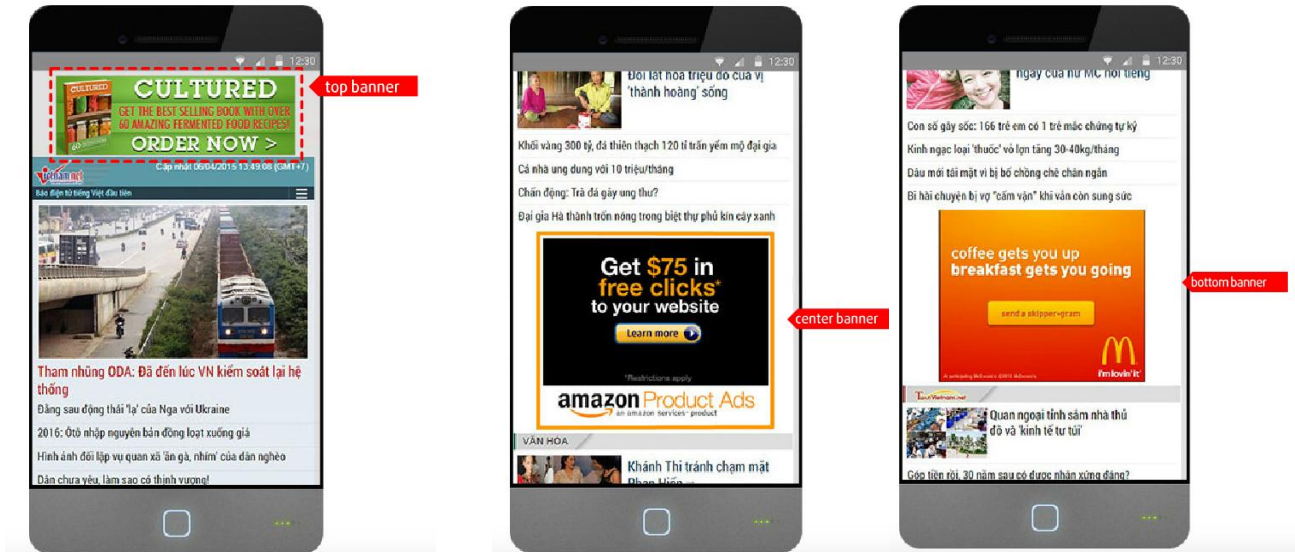 12:30
CULTURED
CULTURED
GET THE BEST SELLING BOOK WITH OVER
60 AMAZING FERMENTED FOOD RECIPES!
ORDER NOW >
top banner
Vietnam net
Cập nhật 06/04/2015 13:49:08 (GMT+7)
Báo điện tử tiếng Việt đầu tiên
Tham nhũng ODA: Đã đến lúc VN kiểm soát lại hệ
thống
Đằng sau động thái 'lạ' của Nga với Ukraine
2016: Ôtô nhập nguyên bản đồng loạt xuống giá
Hình ảnh đối lập vụ quan xã 'ăn gà, nhím' của dân nghèo
Dân chưa yêu, làm sao có thịnh vượng!
12:30
Đổi lát hoa triệu đô của vị
'thành hoàng' sống
Khối vàng 300 tỷ, đá thiên thạch 120 tỉ trấn yểm mộ đại gia
Cả nhà ung dung với 10 triệu/tháng
Chấn động: Trà đá gây ung thư?
Đại gia Hà thành trốn nóng trong biệt thự phủ kín cây xanh
Get $75 in
free clicks*
to your website
Learn more
*Restrictions apply
amazon Product Ads
an amazon services product
center banner
VĂN HÓA
Khánh Thi tránh chạm mặt
Phan Hiển
12:30
ngày của nữ MC nổi tiếng
Con số gây sốc: 166 trẻ em có 1 trẻ mắc chứng tự kỷ
Kinh ngạc loại 'thuốc' vỗ lợn tăng 30-40kg/tháng
Dâu mới tái mặt vì bị bố chồng chê chân ngắn
Bi hài chuyện bị vợ "cấm vận" khi vẫn còn sung sức
coffee gets you up
breakfast gets you going
send a skipper-gram
i'm lovin' it
bottom banner
TuanVietnam.net
Quan ngoại tỉnh sắm nhà thủ
đô và 'kinh tế tự túi'
Góp tiền rồi, 30 năm sau có được nhận xứng đáng?